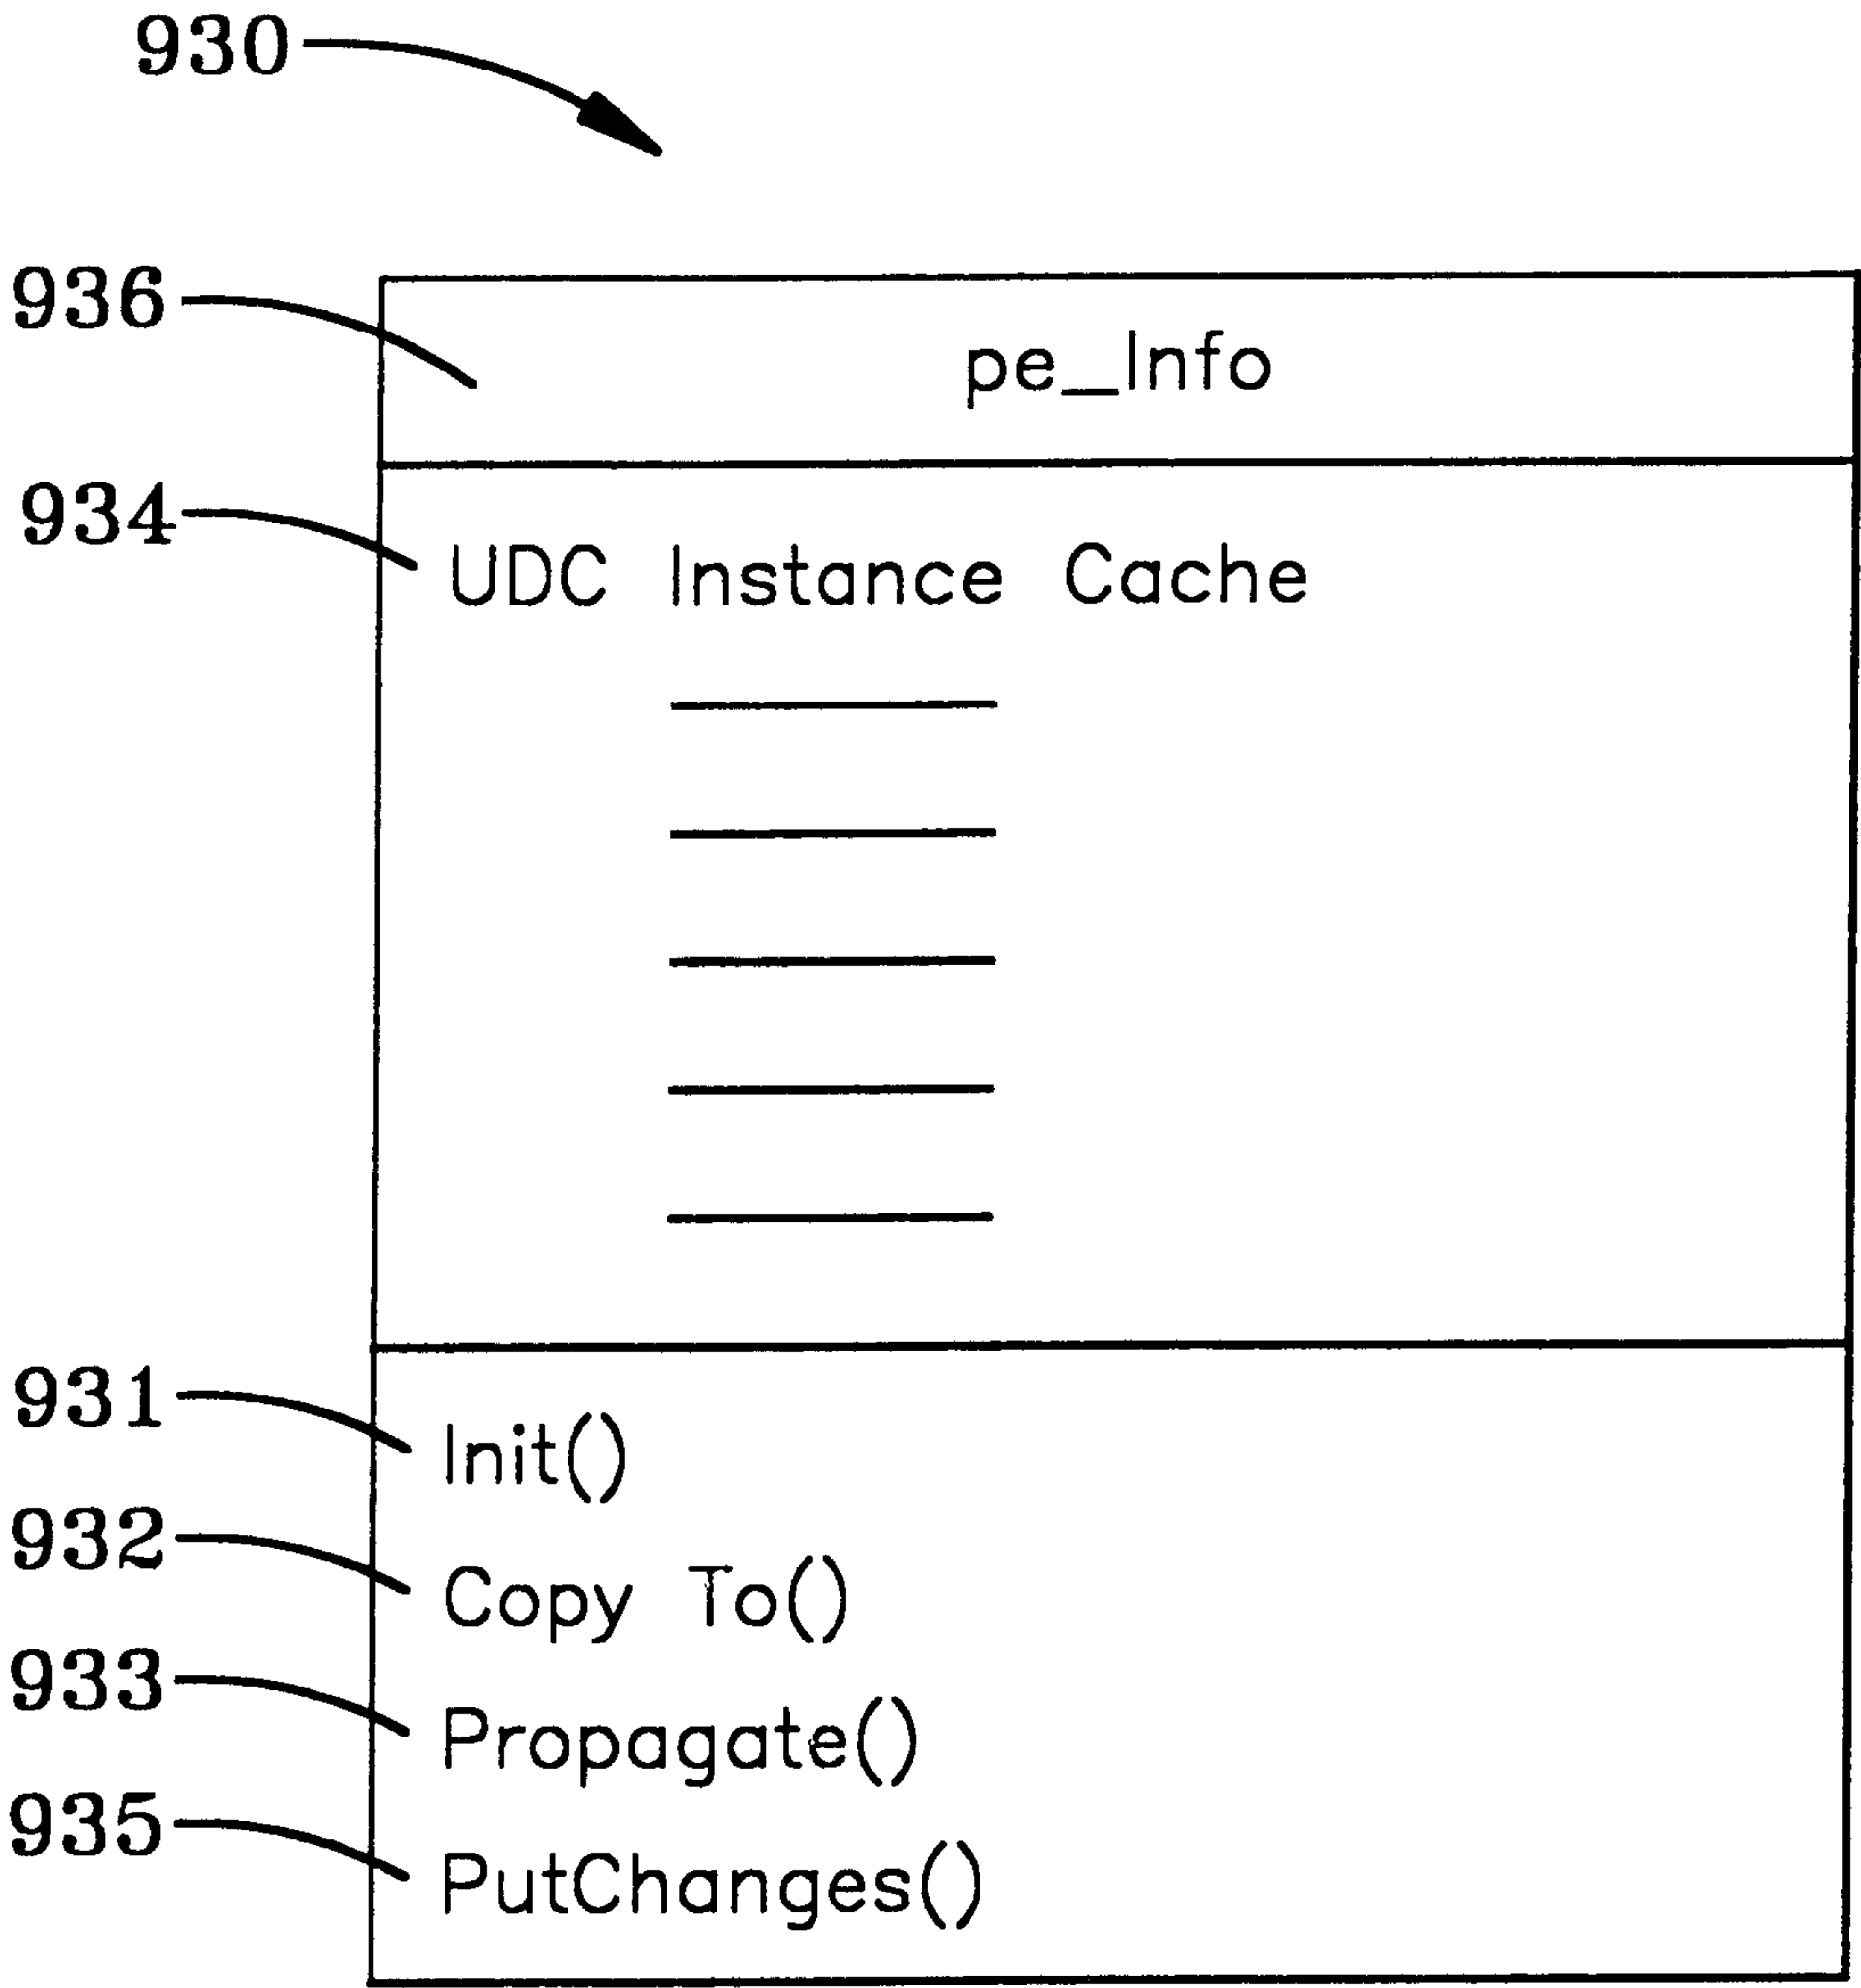 930
936 pe_Info
934 UDC Instance Cache
931 Init()
932 Copy To()
933 Propagate()
935 PutChanges()